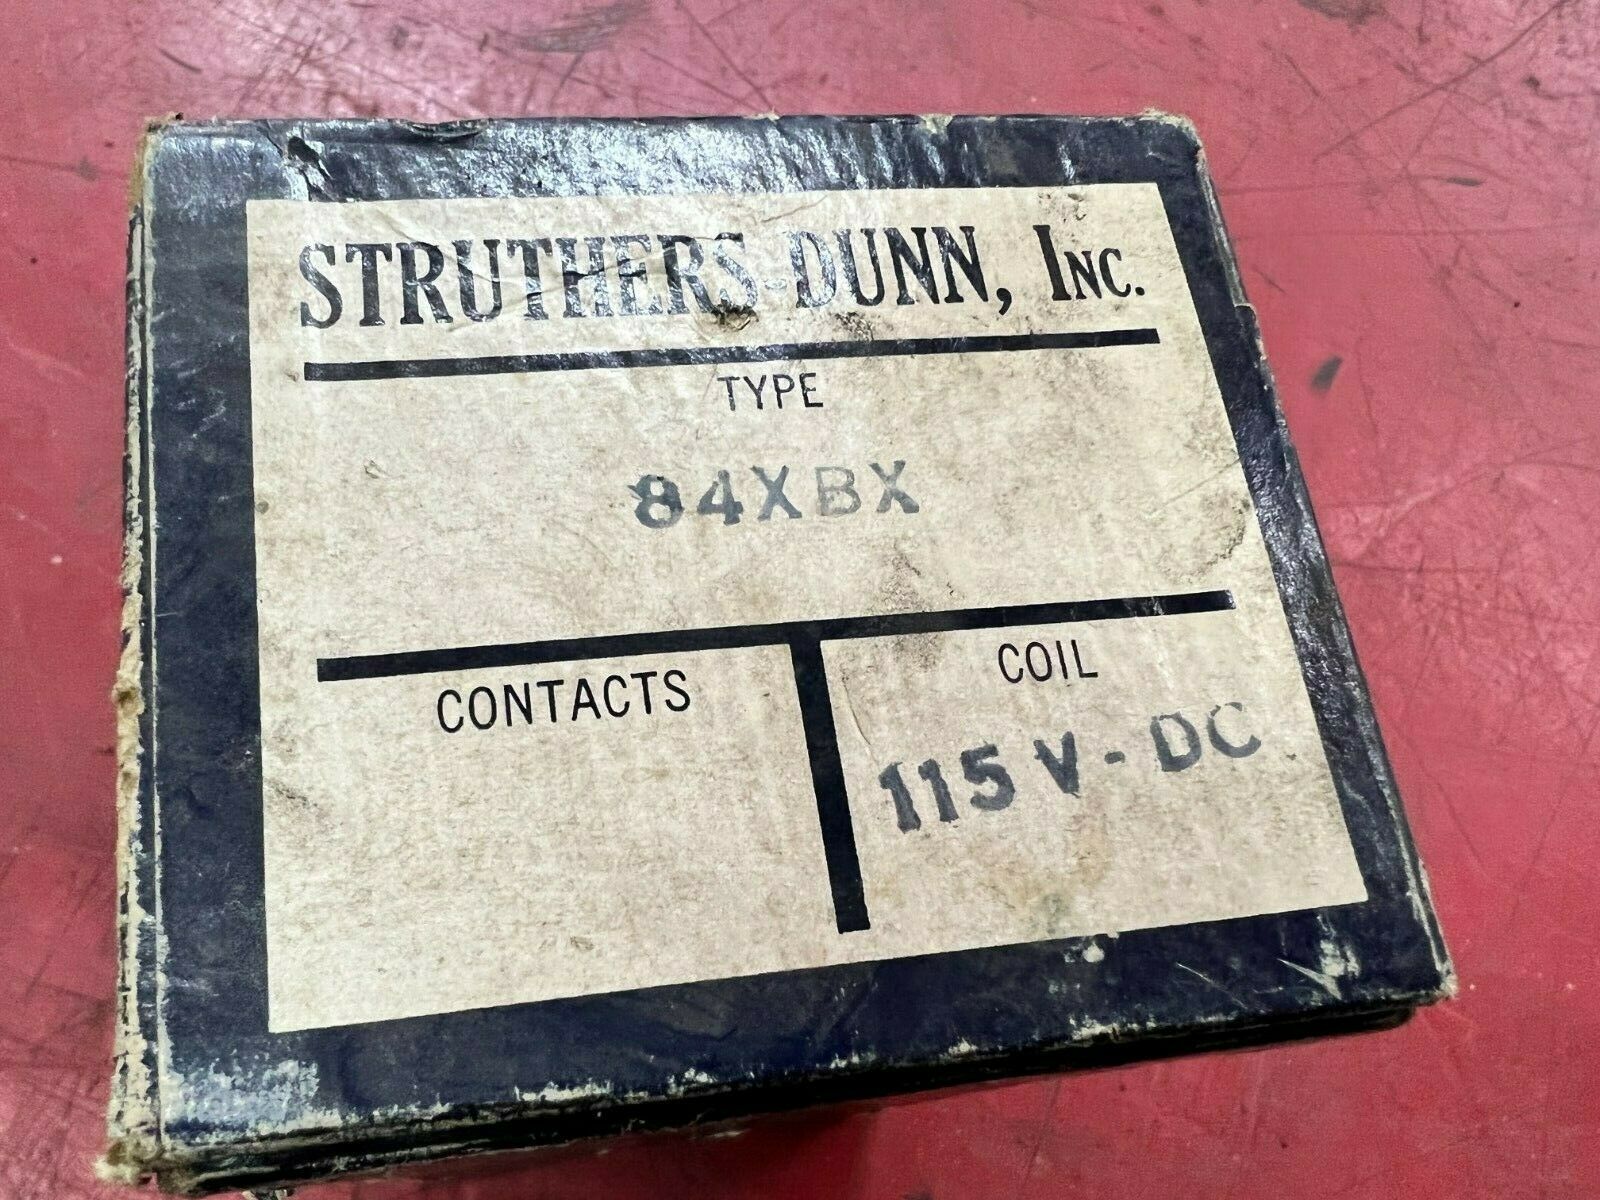 STRUTHERS-DUNN, INC.
TYPE
84XBX
CONTACTS
COIL
115 V - DC